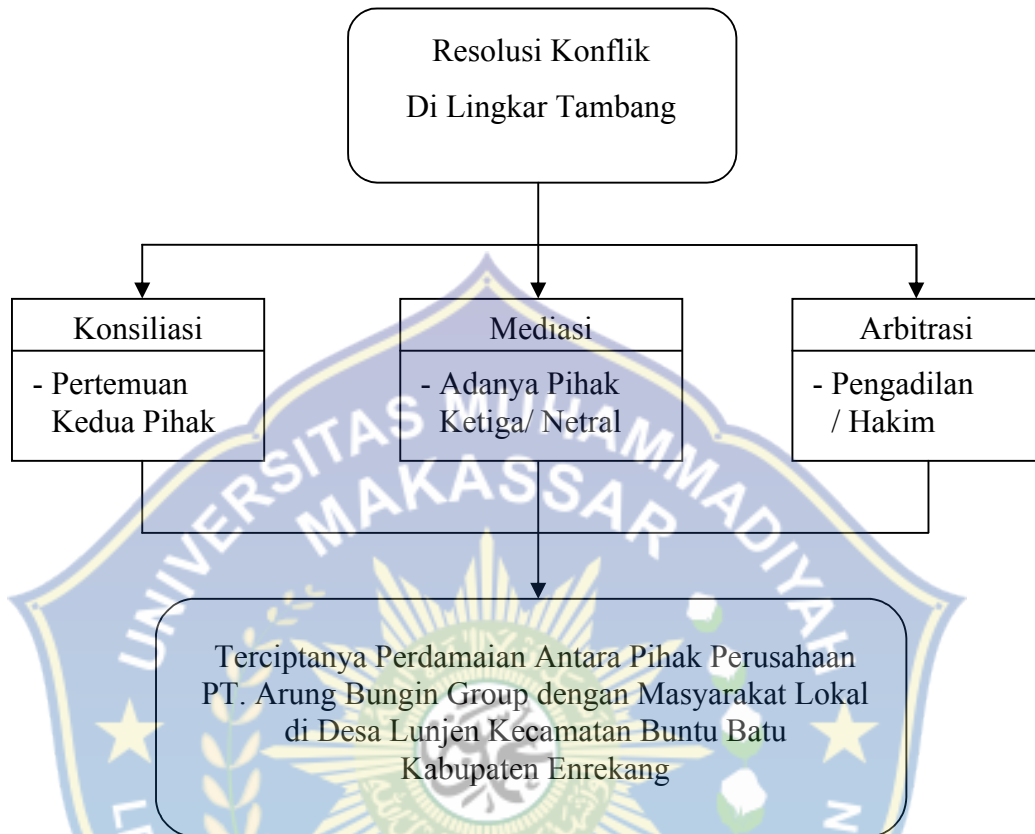 Resolusi Konflik
Di Lingkar Tambang
Konsiliasi
- Pertemuan
Kedua Pihak
Mediasi
- Adanya Pihak
Ketiga/ Netral
Arbitrasi
- Pengadilan
/ Hakim
UNIVERSITAS MUHAMMADIYAH
MAKASSAR
Terciptanya Perdamaian Antara Pihak Perusahaan
PT. Arung Bungin Group dengan Masyarakat Lokal
di Desa Lunjen Kecamatan Buntu Batu
Kabupaten Enrekang